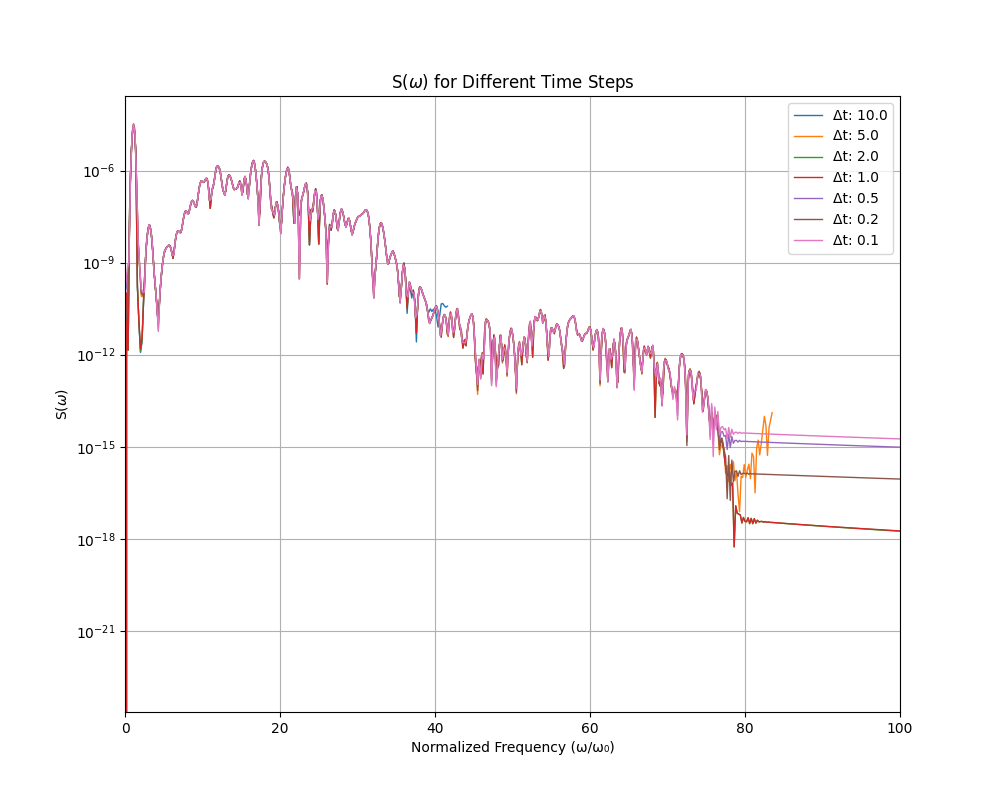 S(ω) for Different Time Steps
Δt: 10.0
Δt: 5.0
Δt: 2.0
Δt: 1.0
Δt: 0.5
Δt: 0.2
Δt: 0.1
10⁻⁶
10⁻⁹
10⁻¹²
10⁻¹⁵
10⁻¹⁸
10⁻²¹
S(ω)
0 20 40 60 80 100
Normalized Frequency (ω/ω₀)